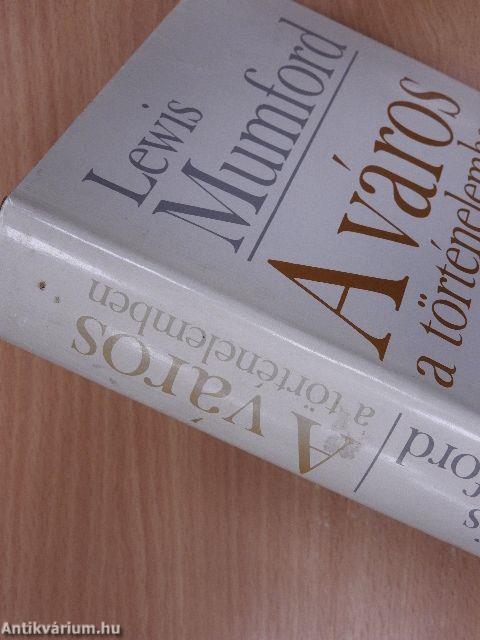 Lewis
Mumford
A város
a történelemb
A város
a történelemben
s
ford
Antikvárium.hu